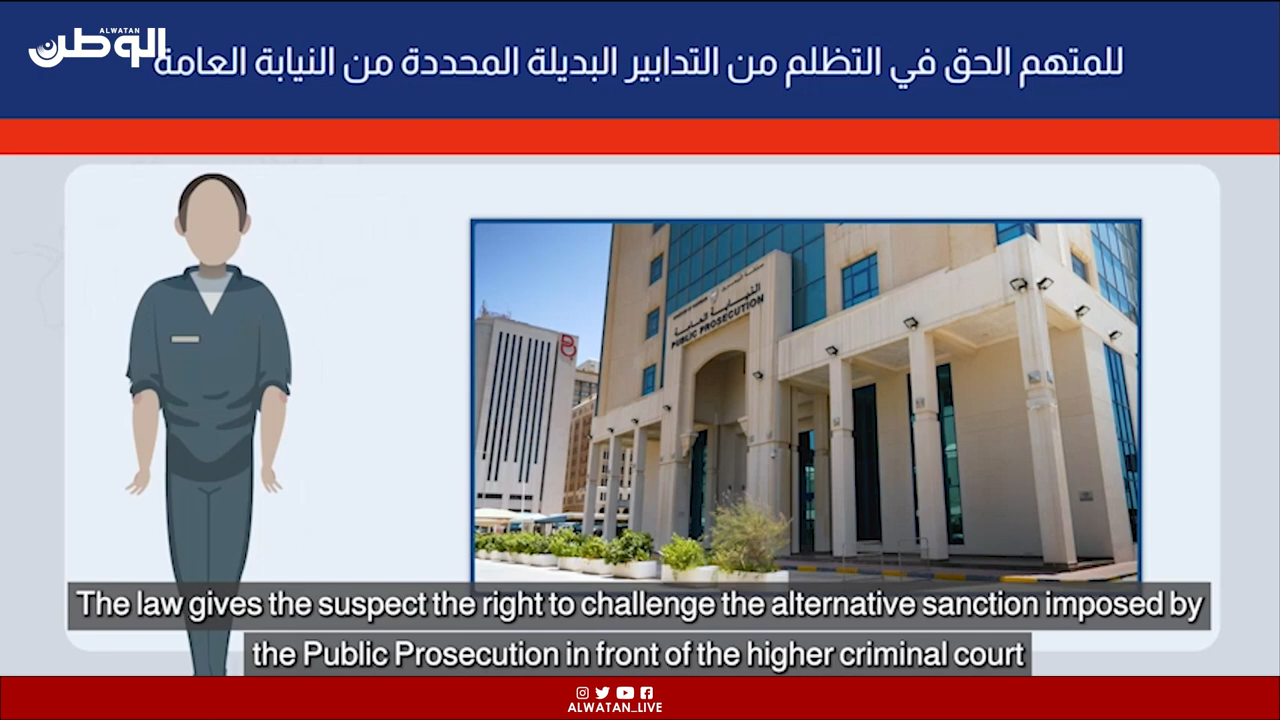 ALWATAN
الوطن
للمتهم الحق في التظلم من التدابير البديلة المحددة من النيابة العامة
النيابة العامة
PUBLIC PROSECUTION
The law gives the suspect the right to challenge the alternative sanction imposed by
the Public Prosecution in front of the higher criminal court
ALWATAN_LIVE